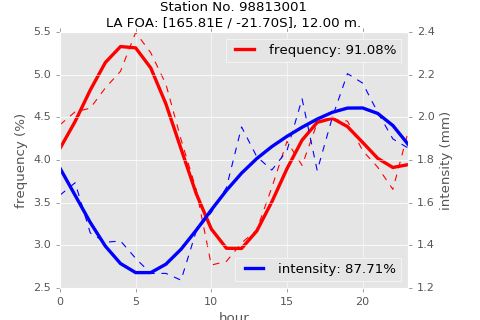 Station No. 98813001
LA FOA: [165.81E / -21.70S], 12.00 m.
frequency: 91.08%
intensity: 87.71%
frequency (%)
5.5
5.0
4.5
4.0
3.5
3.0
2.5
intensity (mm)
2.4
2.2
2.0
1.8
1.6
1.4
1.2
0 5 10 15 20
hour